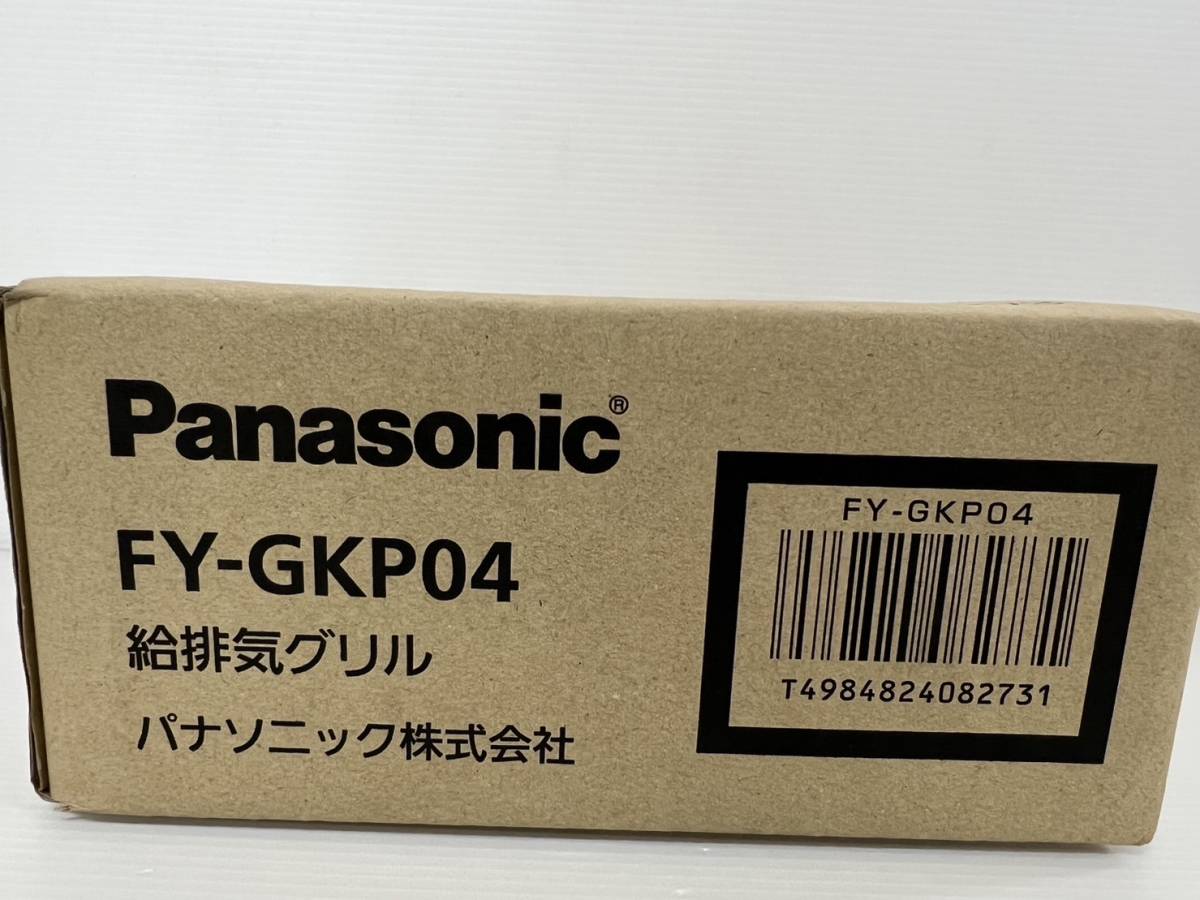 Panasonic®
FY-GKP04
給排気グリル
パナソニック株式会社
FY-GKP04
T4984824082731